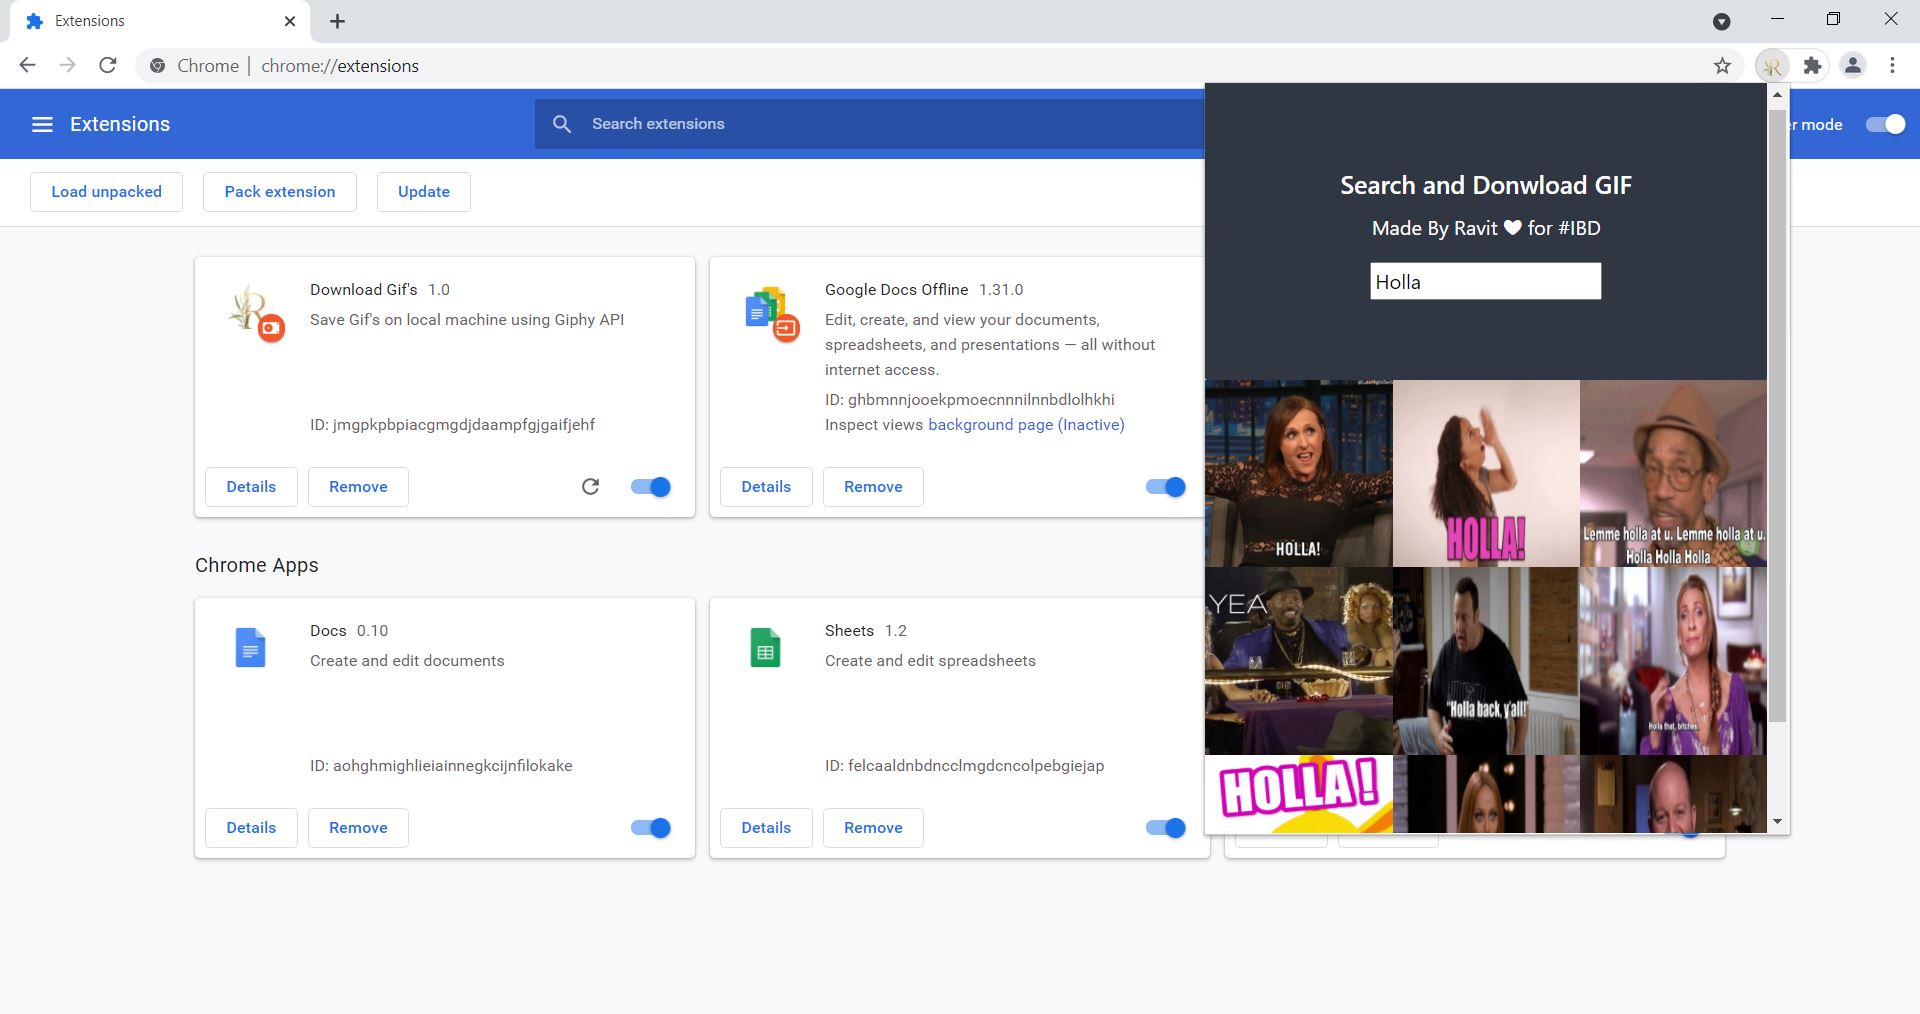 Extensions
Chrome | chrome://extensions
Extensions
Search extensions
r mode
Load unpacked
Pack extension
Update
Download Gif's 1.0
Save Gif's on local machine using Giphy API
ID: jmgpkpbpiacgmgdjdaampfgjgaifjehf
Details
Remove
Google Docs Offline 1.31.0
Edit, create, and view your documents,
spreadsheets, and presentations — all without
internet access.
ID: ghbmnnjooekpmoecnnnilnnbdlolhkhi
Inspect views background page (Inactive)
Details
Remove
Chrome Apps
Docs 0.10
Create and edit documents
ID: aohghmighlieiainnegkcijnfilokake
Details
Remove
Sheets 1.2
Create and edit spreadsheets
ID: felcaaldnbdncclmgdcncolpebgiejap
Details
Remove
Search and Donwload GIF
Made By Ravit 🤍 for #IBD
Holla
HOLLA!
HOLLA!
Lemme holla at u. Lemme holla at u.
Holla Holla Holla
YEA
"Holla back, y'all!"
Holla that, bitches.
HOLLA!